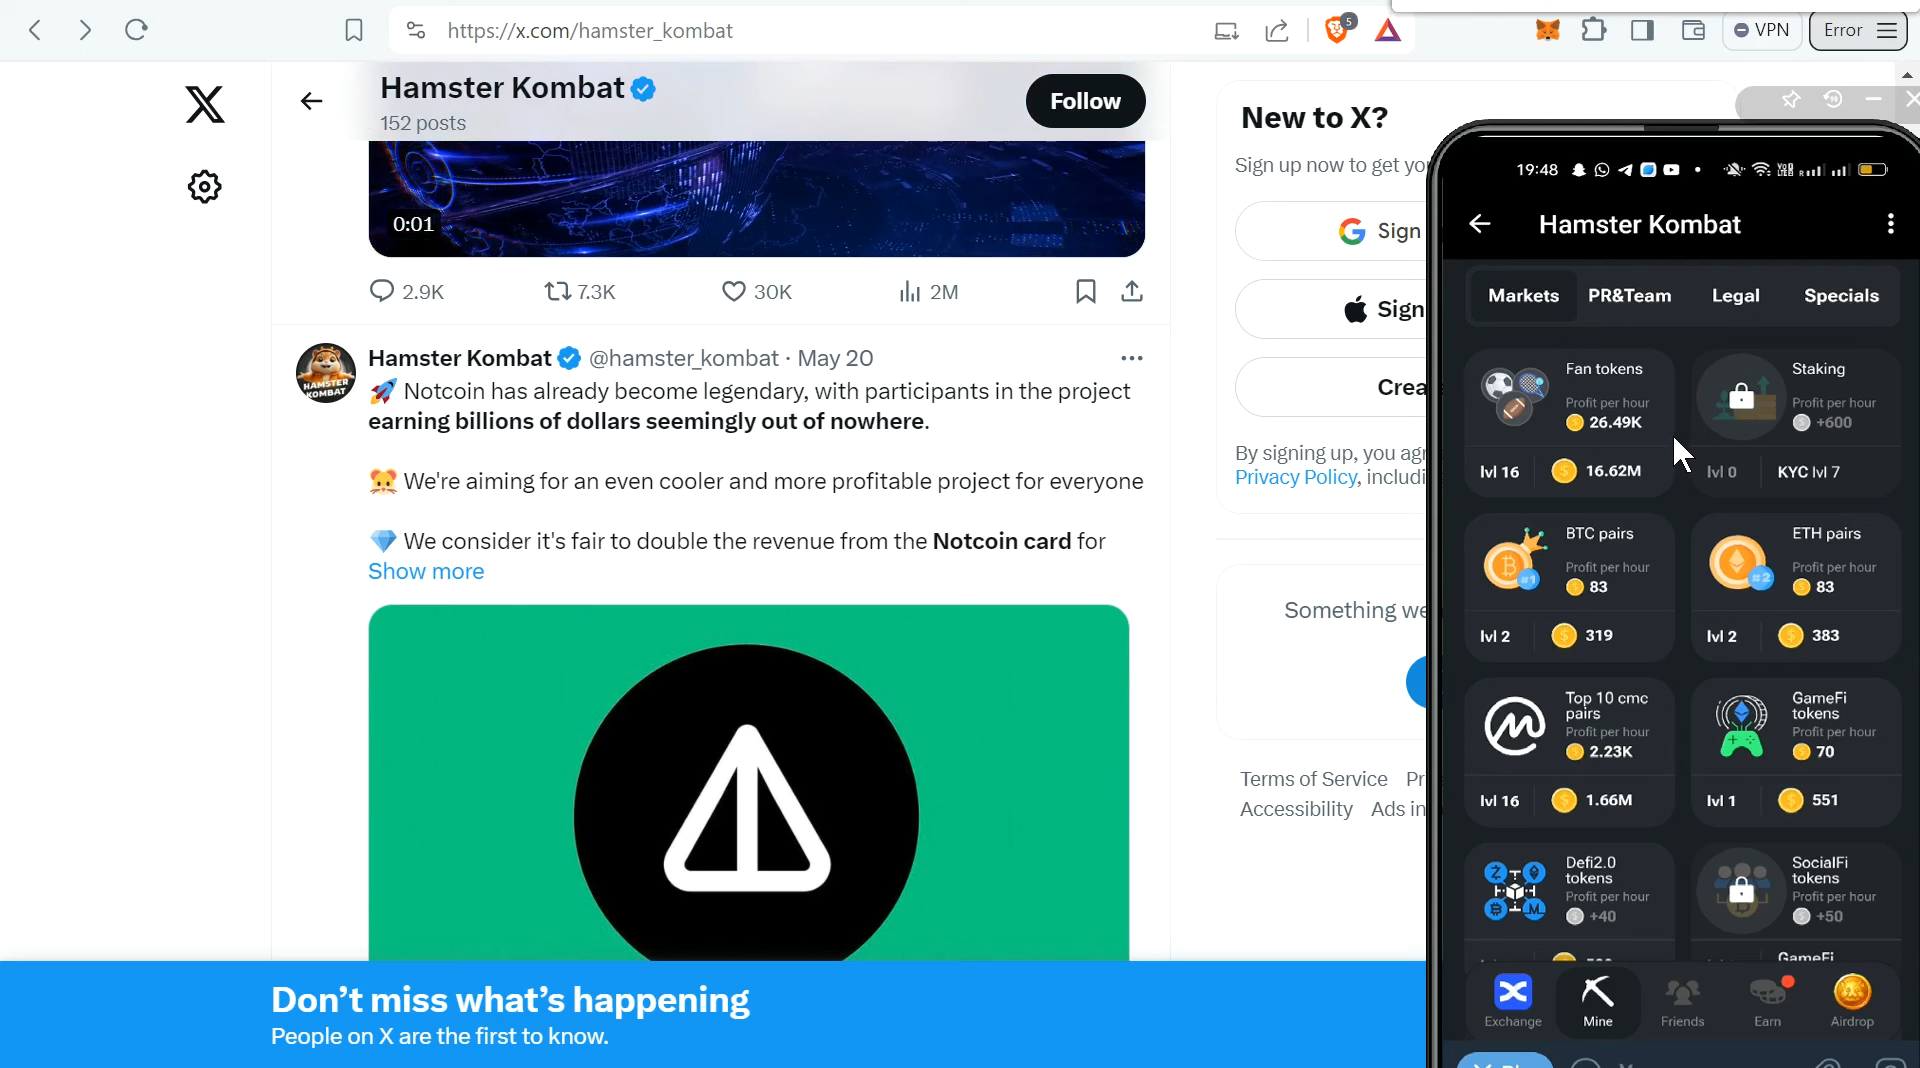 https://x.com/hamster_kombat
5
VPN
Error
Hamster Kombat
152 posts
Follow
0:01
2.9K
7.3K
30K
2M
HAMSTER
KOMBAT
Hamster Kombat @hamster_kombat · May 20
🚀 Notcoin has already become legendary, with participants in the project
earning billions of dollars seemingly out of nowhere.
🐹 We're aiming for an even cooler and more profitable project for everyone
💎 We consider it's fair to double the revenue from the Notcoin card for
Show more
New to X?
Sign up now to get yo
Sign
Sign
Crea
By signing up, you agr
Privacy Policy, includi
Something we
Terms of Service Pr
Accessibility Ads in
Don’t miss what’s happening
People on X are the first to know.
19:48
Hamster Kombat
Markets PR&Team Legal Specials
Fan tokens
Profit per hour
26.49K
lvl 16 16.62M
Staking
Profit per hour
+600
lvl 0 KYC lvl 7
BTC pairs
Profit per hour
83
#1
lvl 2 319
ETH pairs
Profit per hour
83
#2
lvl 2 383
Top 10 cmc
pairs
Profit per hour
2.23K
lvl 16 1.66M
GameFi
tokens
Profit per hour
70
lvl 1 551
Defi2.0
tokens
Profit per hour
+40
SocialFi
tokens
Profit per hour
+50
GameFi
Exchange
Mine
Friends
Earn
Airdrop